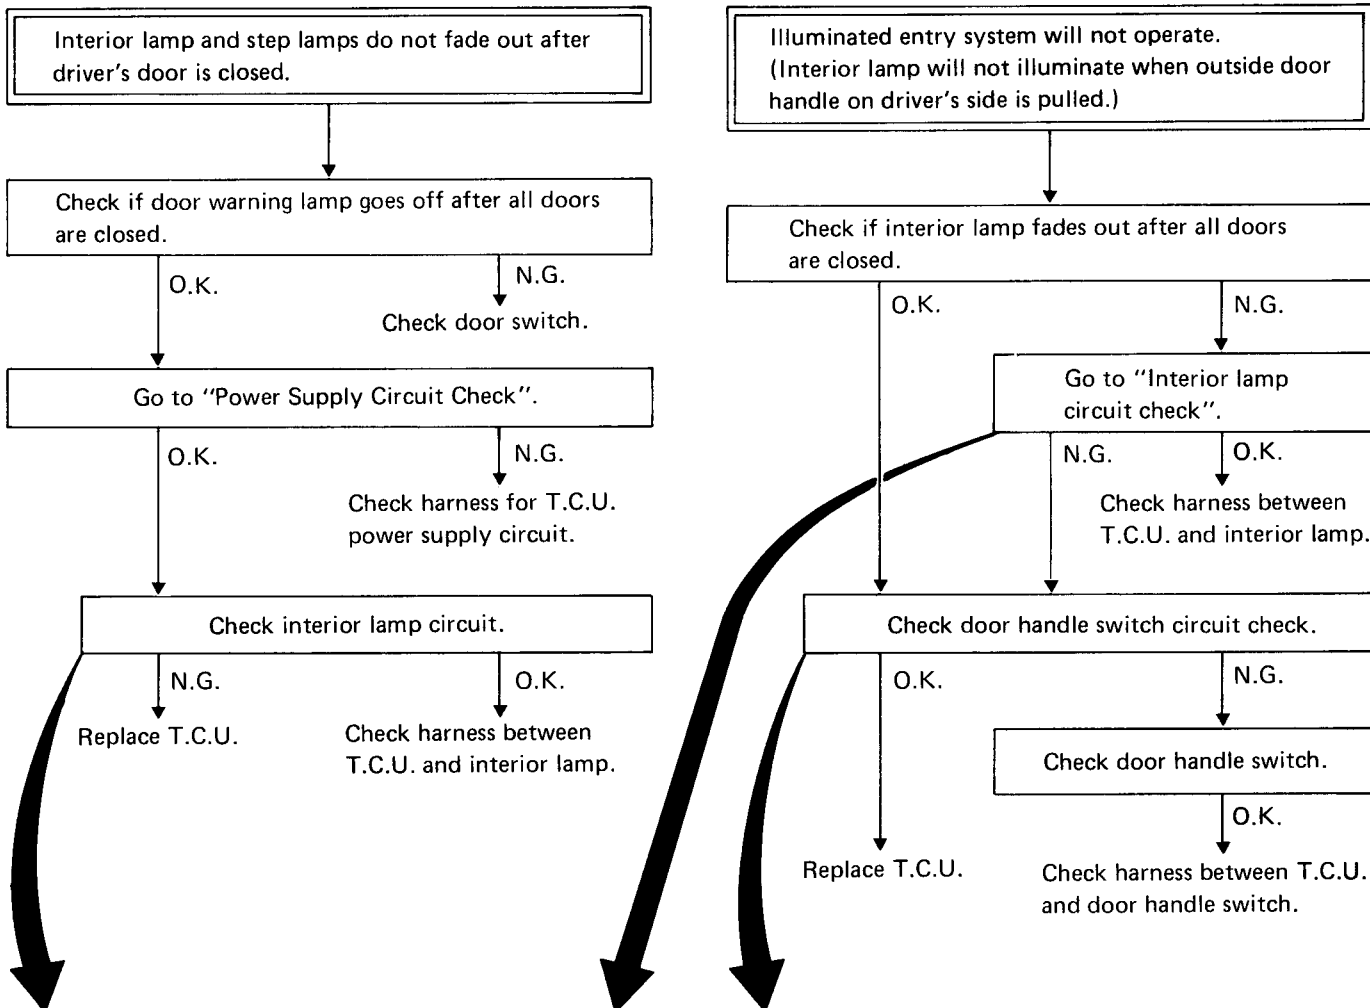 Interior lamp and step lamps do not fade out after
driver's door is closed.
Check if door warning lamp goes off after all doors
are closed.
O.K.
N.G.
Check door switch.
Go to "Power Supply Circuit Check".
O.K.
N.G.
Check harness for T.C.U.
power supply circuit.
Check interior lamp circuit.
N.G.
O.K.
Replace T.C.U.
Check harness between
T.C.U. and interior lamp.
Illuminated entry system will not operate.
(Interior lamp will not illuminate when outside door
handle on driver's side is pulled.)
Check if interior lamp fades out after all doors
are closed.
O.K.
N.G.
Go to "Interior lamp
circuit check".
N.G.
O.K.
Check harness between
T.C.U. and interior lamp.
Check door handle switch circuit check.
O.K.
N.G.
Check door handle switch.
O.K.
Replace T.C.U.
Check harness between T.C.U.
and door handle switch.